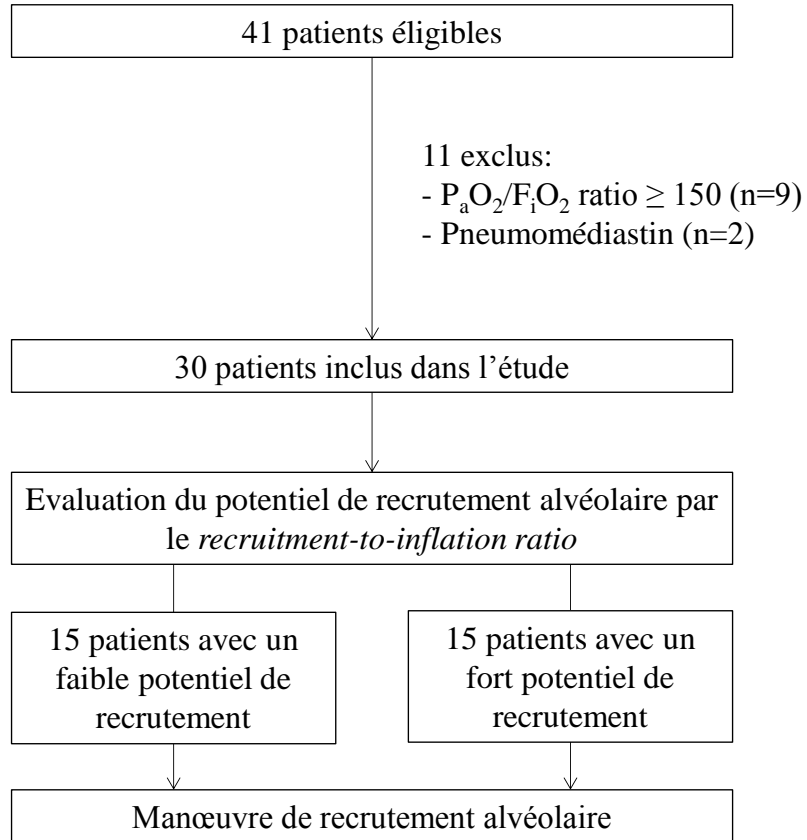 41 patients éligibles
11 exclus:
- PaO2/FiO2 ratio ≥ 150 (n=9)
- Pneumomédiastin (n=2)
30 patients inclus dans l’étude
Evaluation du potentiel de recrutement alvéolaire par
le recruitment-to-inflation ratio
15 patients avec un
faible potentiel de
recrutement
15 patients avec un
fort potentiel de
recrutement
Manœuvre de recrutement alvéolaire